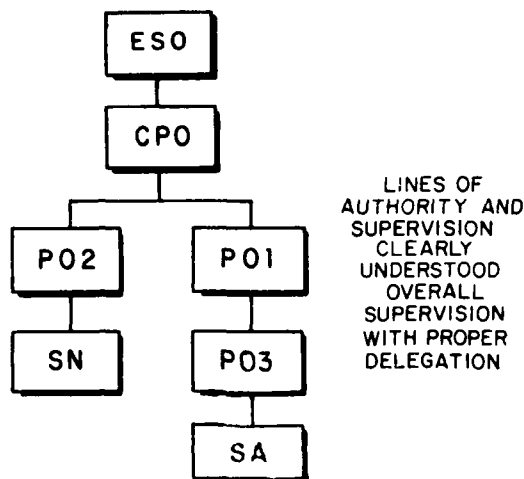 ESO
CPO
PO2
PO1
SN
PO3
SA
LINES OF
AUTHORITY AND
SUPERVISION
CLEARLY
UNDERSTOOD
OVERALL
SUPERVISION
WITH PROPER
DELEGATION